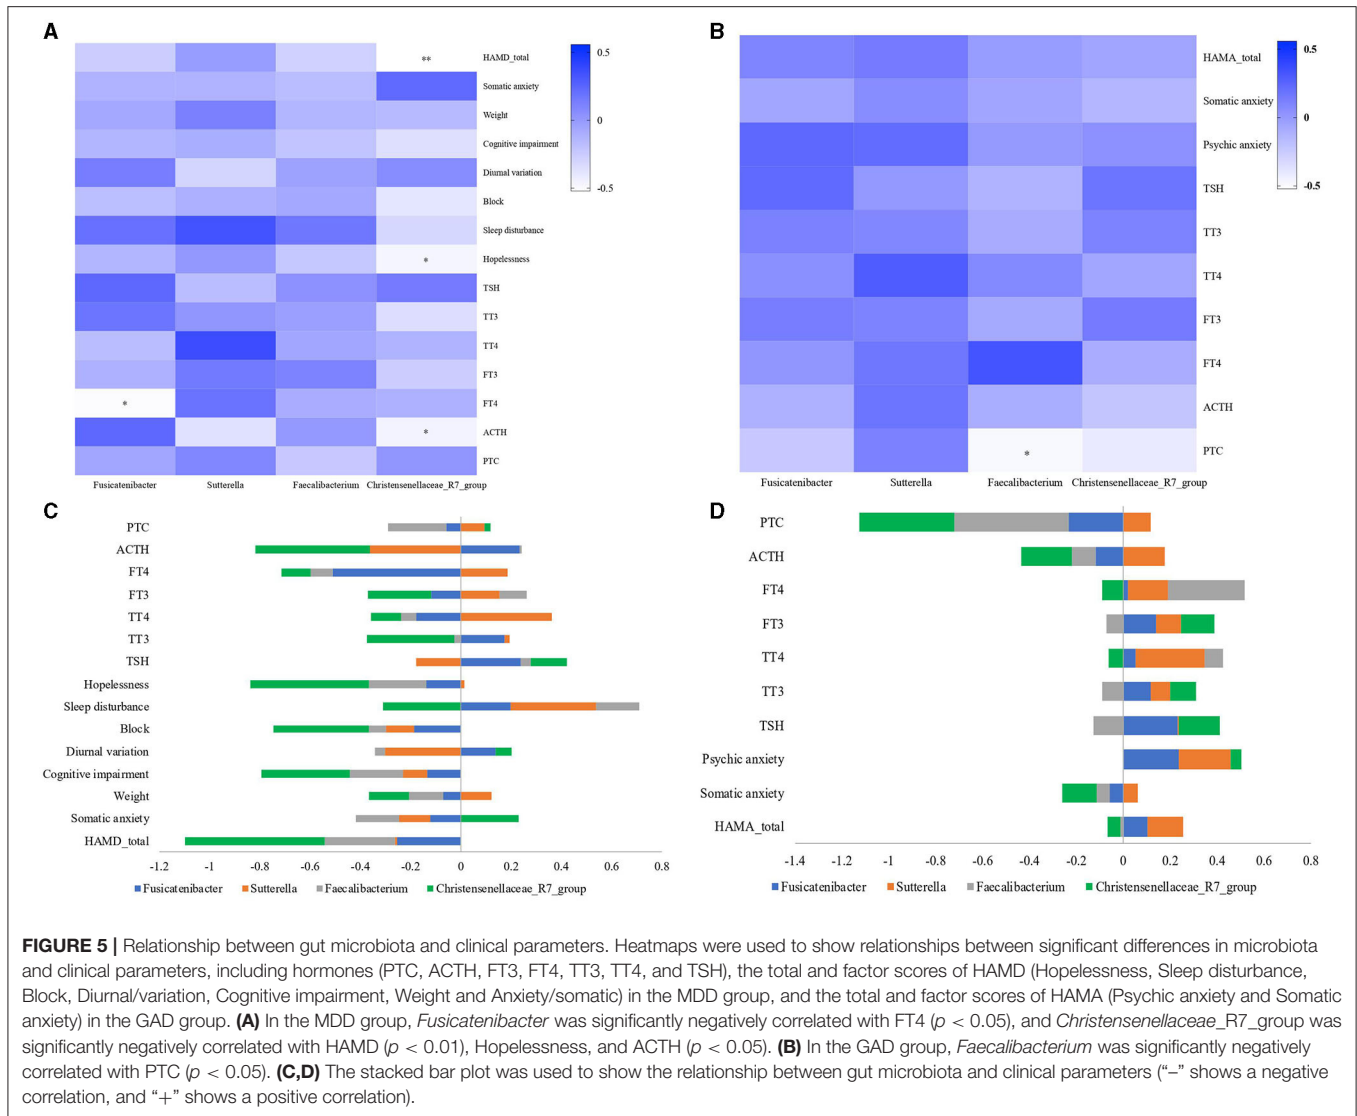 A
HAMD_total
**
Somatic anxiety
Weight
Cognitive impairment
Diurnal variation
Block
Sleep disturbance
Hopelessness
*
TSH
TT3
TT4
FT3
FT4
*
ACTH
*
PTC
Fusicatenibacter Sutterella Faecalibacterium Christensenellaceae_R7_group
0.5
0
-0.5
B
HAMA_total
Somatic anxiety
Psychic anxiety
TSH
TT3
TT4
FT3
FT4
ACTH
PTC
*
Fusicatenibacter Sutterella Faecalibacterium Christensenellaceae_R7_group
0.5
0
-0.5
C
PTC
ACTH
FT4
FT3
TT4
TT3
TSH
Hopelessness
Sleep disturbance
Block
Diurnal variation
Cognitive impairment
Weight
Somatic anxiety
HAMD_total
-1.2 -1 -0.8 -0.6 -0.4 -0.2 0 0.2 0.4 0.6 0.8
Fusicatenibacter Sutterella Faecalibacterium Christensenellaceae_R7_group
D
PTC
ACTH
FT4
FT3
TT4
TT3
TSH
Psychic anxiety
Somatic anxiety
HAMA_total
-1.4 -1.2 -1 -0.8 -0.6 -0.4 -0.2 0 0.2 0.4 0.6 0.8
Fusicatenibacter Sutterella Faecalibacterium Christensenellaceae_R7_group
FIGURE 5 | Relationship between gut microbiota and clinical parameters. Heatmaps were used to show relationships between significant differences in microbiota
and clinical parameters, including hormones (PTC, ACTH, FT3, FT4, TT3, TT4, and TSH), the total and factor scores of HAMD (Hopelessness, Sleep disturbance,
Block, Diurnal/variation, Cognitive impairment, Weight and Anxiety/somatic) in the MDD group, and the total and factor scores of HAMA (Psychic anxiety and Somatic
anxiety) in the GAD group. (A) In the MDD group, Fusicatenibacter was significantly negatively correlated with FT4 (p < 0.05), and Christensenellaceae_R7_group was
significantly negatively correlated with HAMD (p < 0.01), Hopelessness, and ACTH (p < 0.05). (B) In the GAD group, Faecalibacterium was significantly negatively
correlated with PTC (p < 0.05). (C,D) The stacked bar plot was used to show the relationship between gut microbiota and clinical parameters (“–” shows a negative
correlation, and “+” shows a positive correlation).